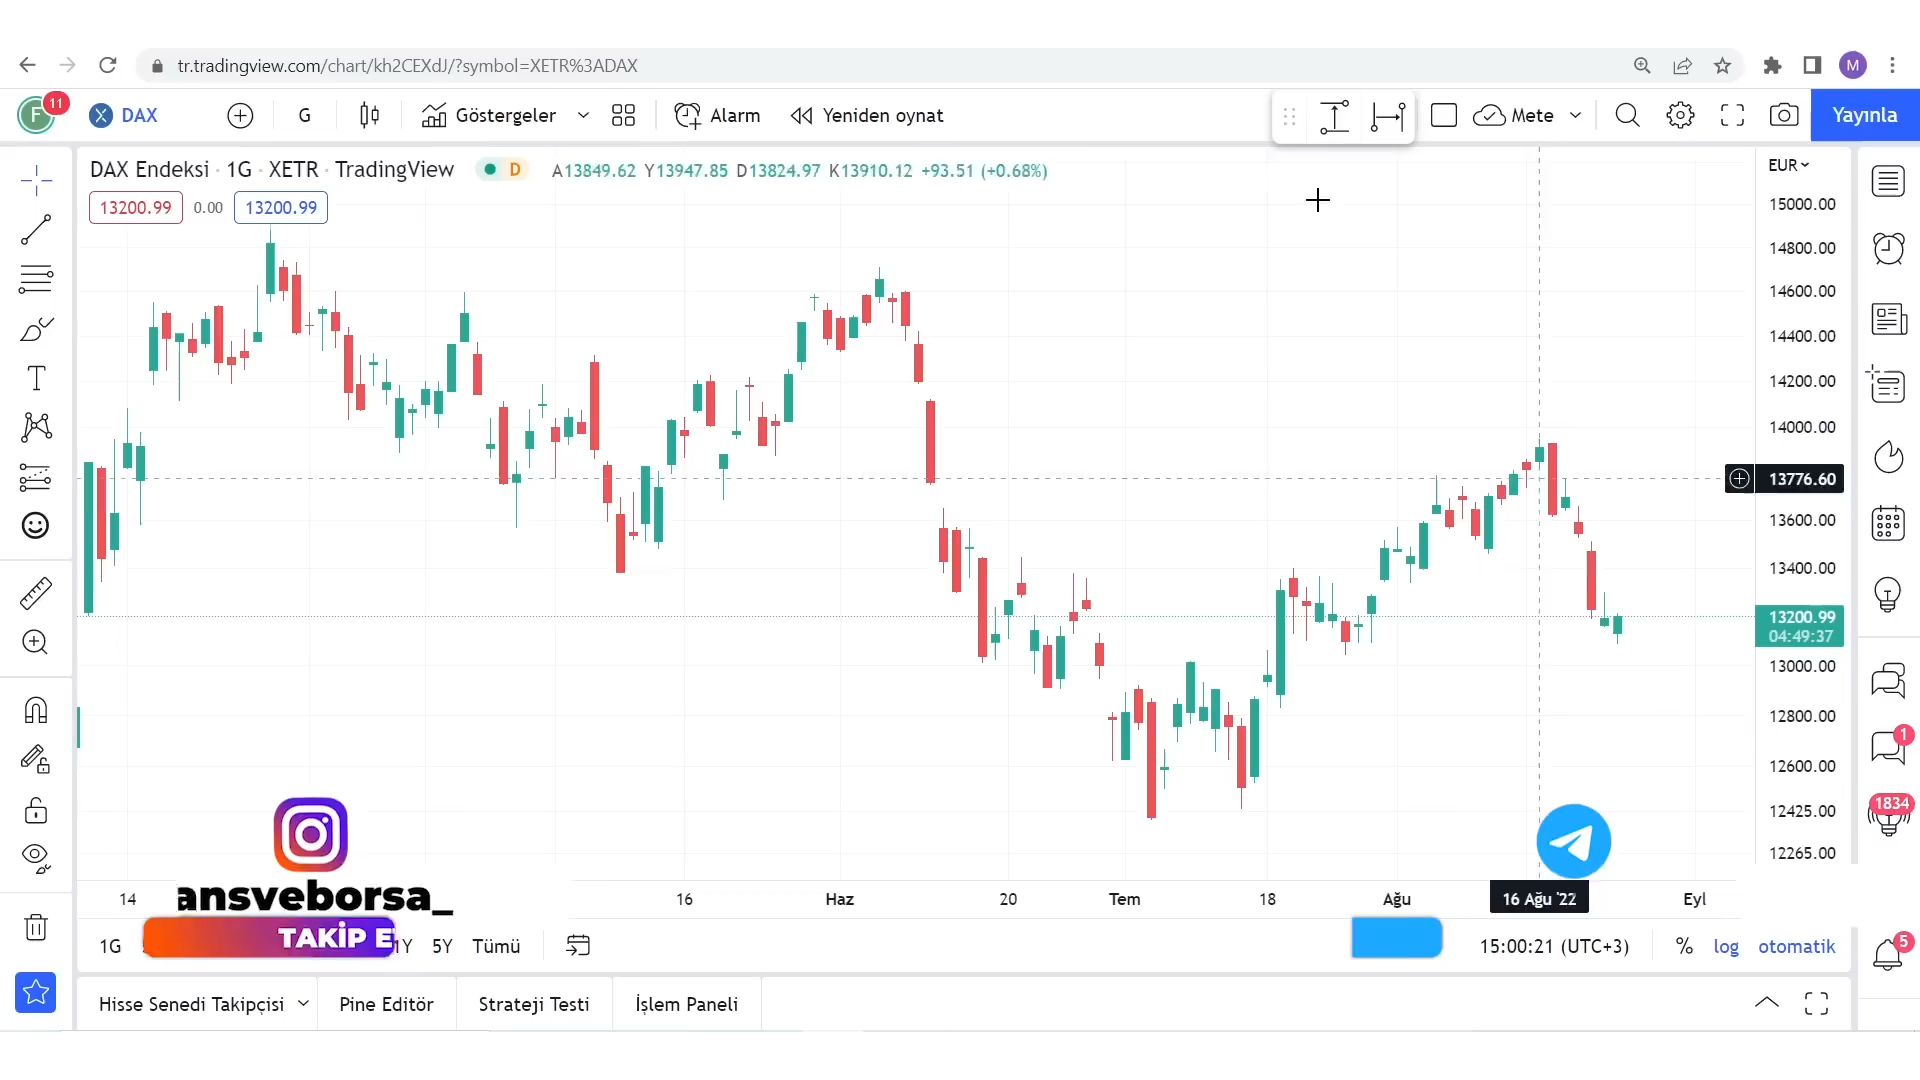 tr.tradingview.com/chart/kh2CEXdJ/?symbol=XETR%3ADAX
M
F
11
DAX
G
Göstergeler
Alarm
Yeniden oynat
Mete
Yayınla
DAX Endeksi · 1G · XETR · TradingView
D
A13849.62 Y13947.85 D13824.97 K13910.12 +93.51 (+0.68%)
EUR
13200.99
0.00
13200.99
15000.00
14800.00
14600.00
14400.00
14200.00
14000.00
13776.60
13600.00
13400.00
13200.99
04:49:37
13000.00
12800.00
12600.00
12425.00
12265.00
1
1834
5
14
16
Haz
20
Tem
18
Ağu
16 Ağu '22
Eyl
ansveborsa_
TAKİP E
1G
1Y
5Y
Tümü
15:00:21 (UTC+3)
%
log
otomatik
Hisse Senedi Takipçisi
Pine Editör
Strateji Testi
İşlem Paneli